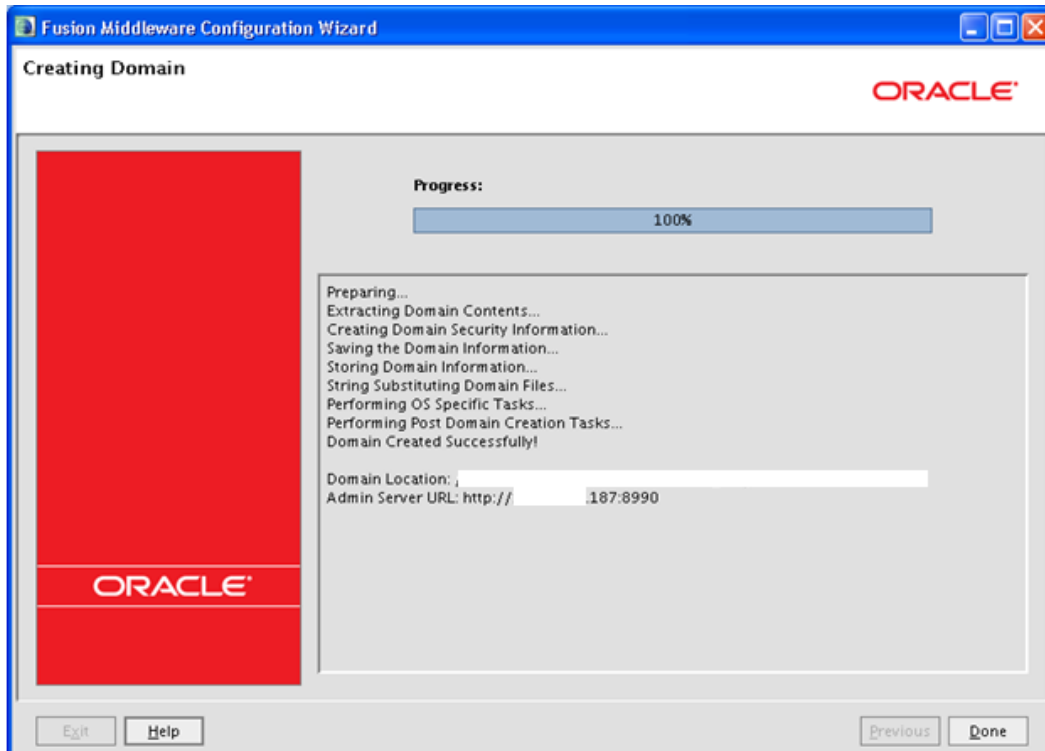 Fusion Middleware Configuration Wizard
Creating Domain
ORACLE
Progress:
100%
Preparing...
Extracting Domain Contents...
Creating Domain Security Information...
Saving the Domain Information...
Storing Domain Information...
String Substituting Domain Files...
Performing OS Specific Tasks...
Performing Post Domain Creation Tasks...
Domain Created Successfully!
Domain Location: /
Admin Server URL: http:// .187:8990
ORACLE
Exit Help Previous Done